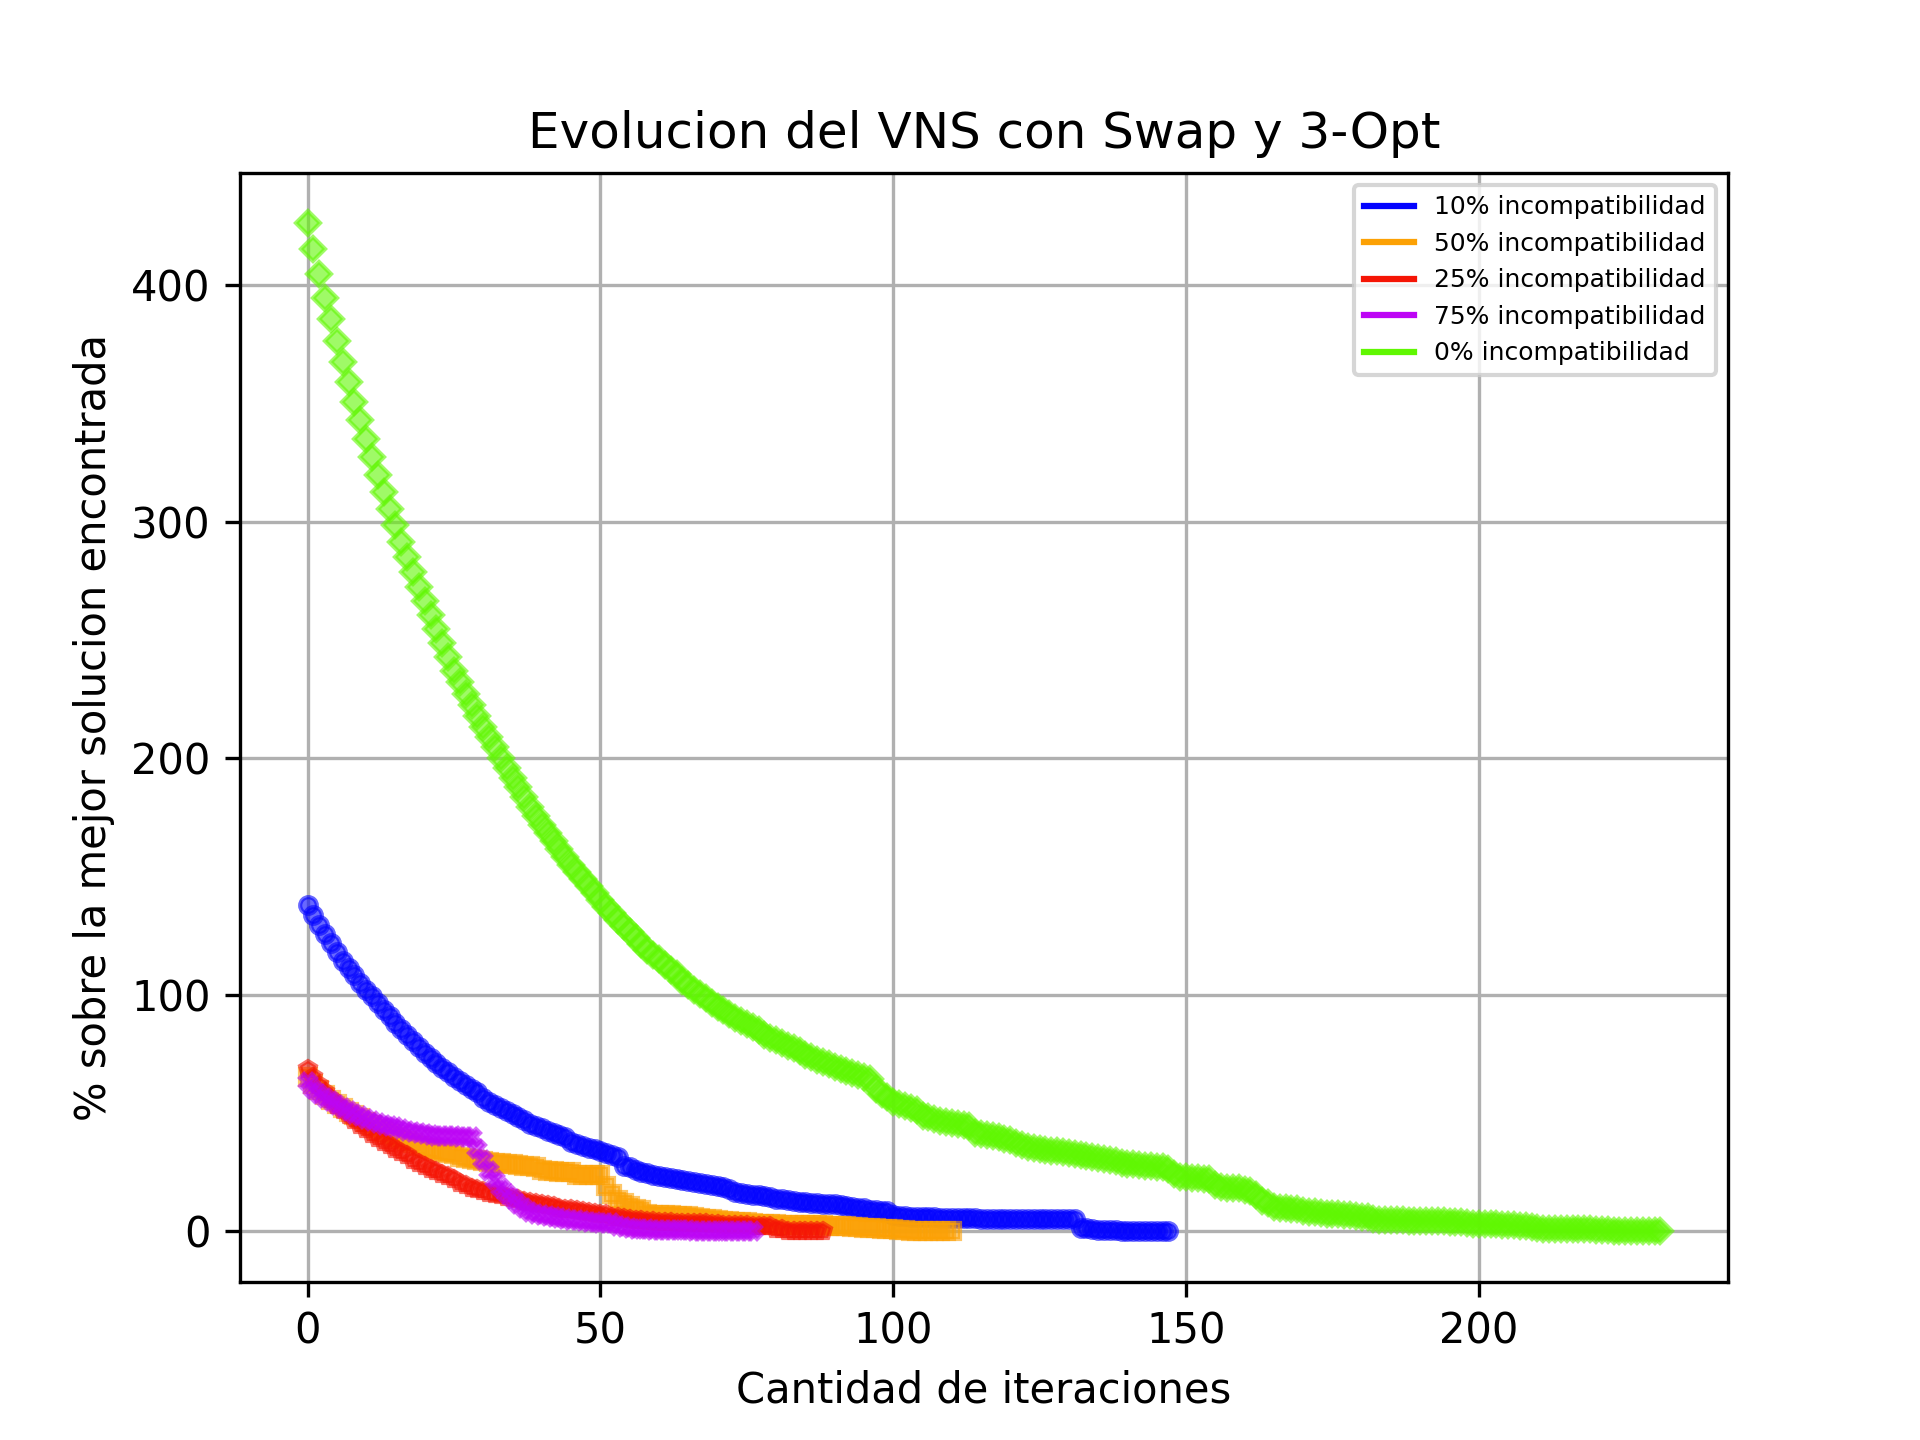 Evolucion del VNS con Swap y 3-Opt
10% incompatibilidad
50% incompatibilidad
25% incompatibilidad
75% incompatibilidad
0% incompatibilidad
% sobre la mejor solucion encontrada
400
300
200
100
0
0 50 100 150 200
Cantidad de iteraciones